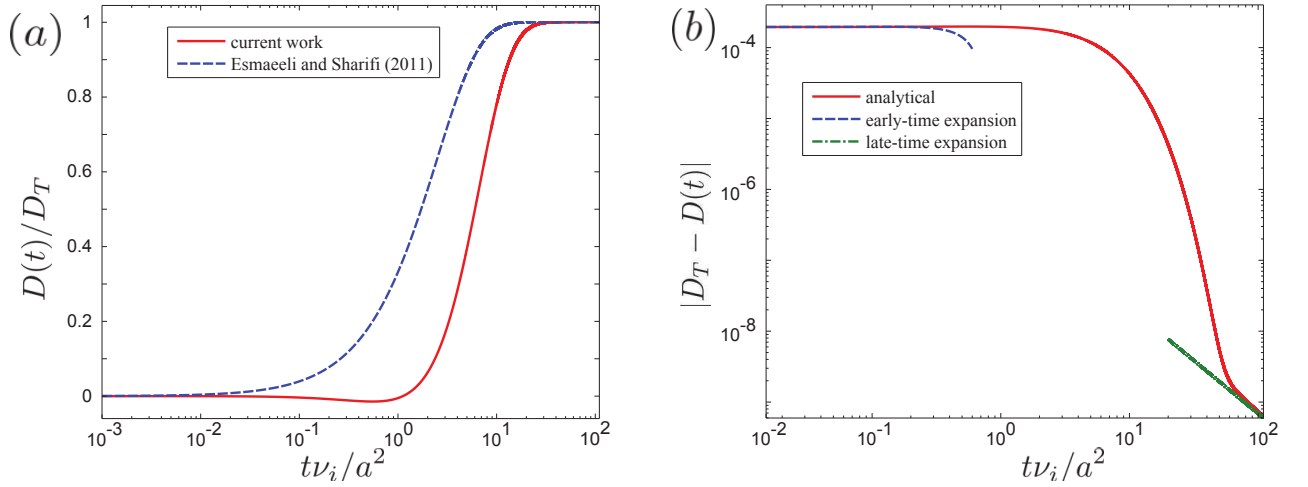 (a)
current work
Esmaeeli and Sharifi (2011)
D(t)/D_T
1
0.8
0.6
0.4
0.2
0
10^-3
10^-2
10^-1
10^0
10^1
10^2
tν_i/a^2
(b)
analytical
early-time expansion
late-time expansion
|D_T − D(t)|
10^-4
10^-6
10^-8
10^-2
10^-1
10^0
10^1
10^2
tν_i/a^2